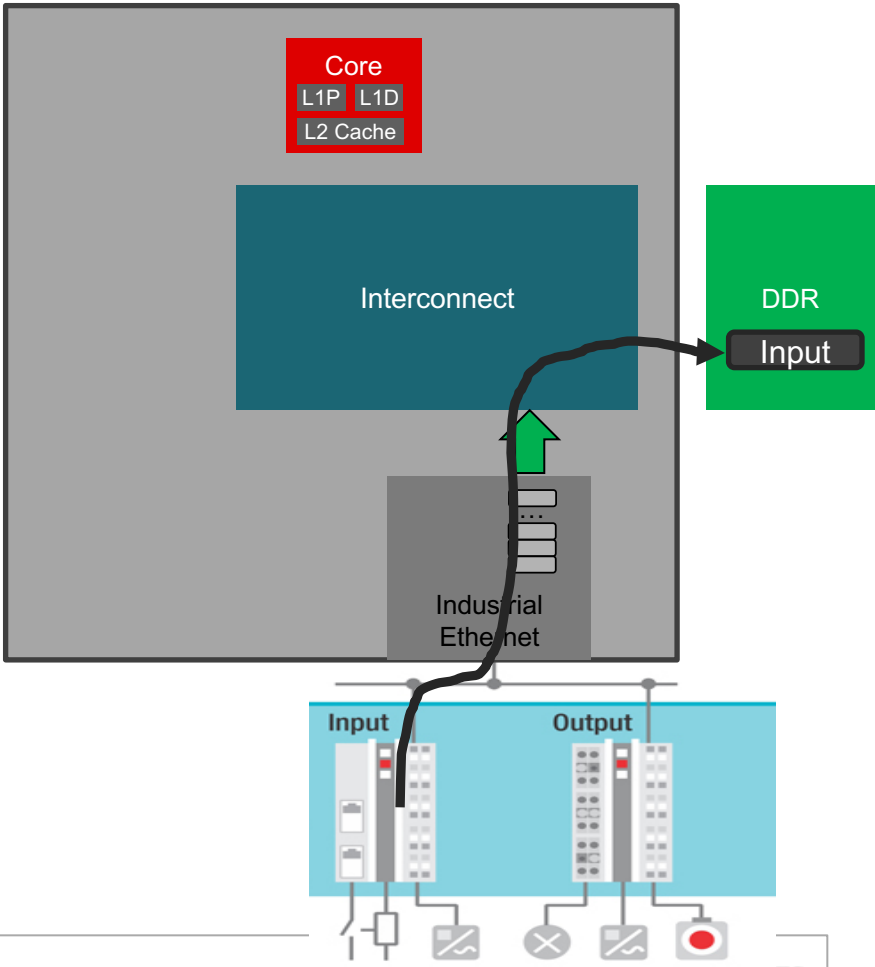 Core
L1P L1D
L2 Cache
Interconnect
DDR
Input
...
Industrial
Ethernet
Input Output